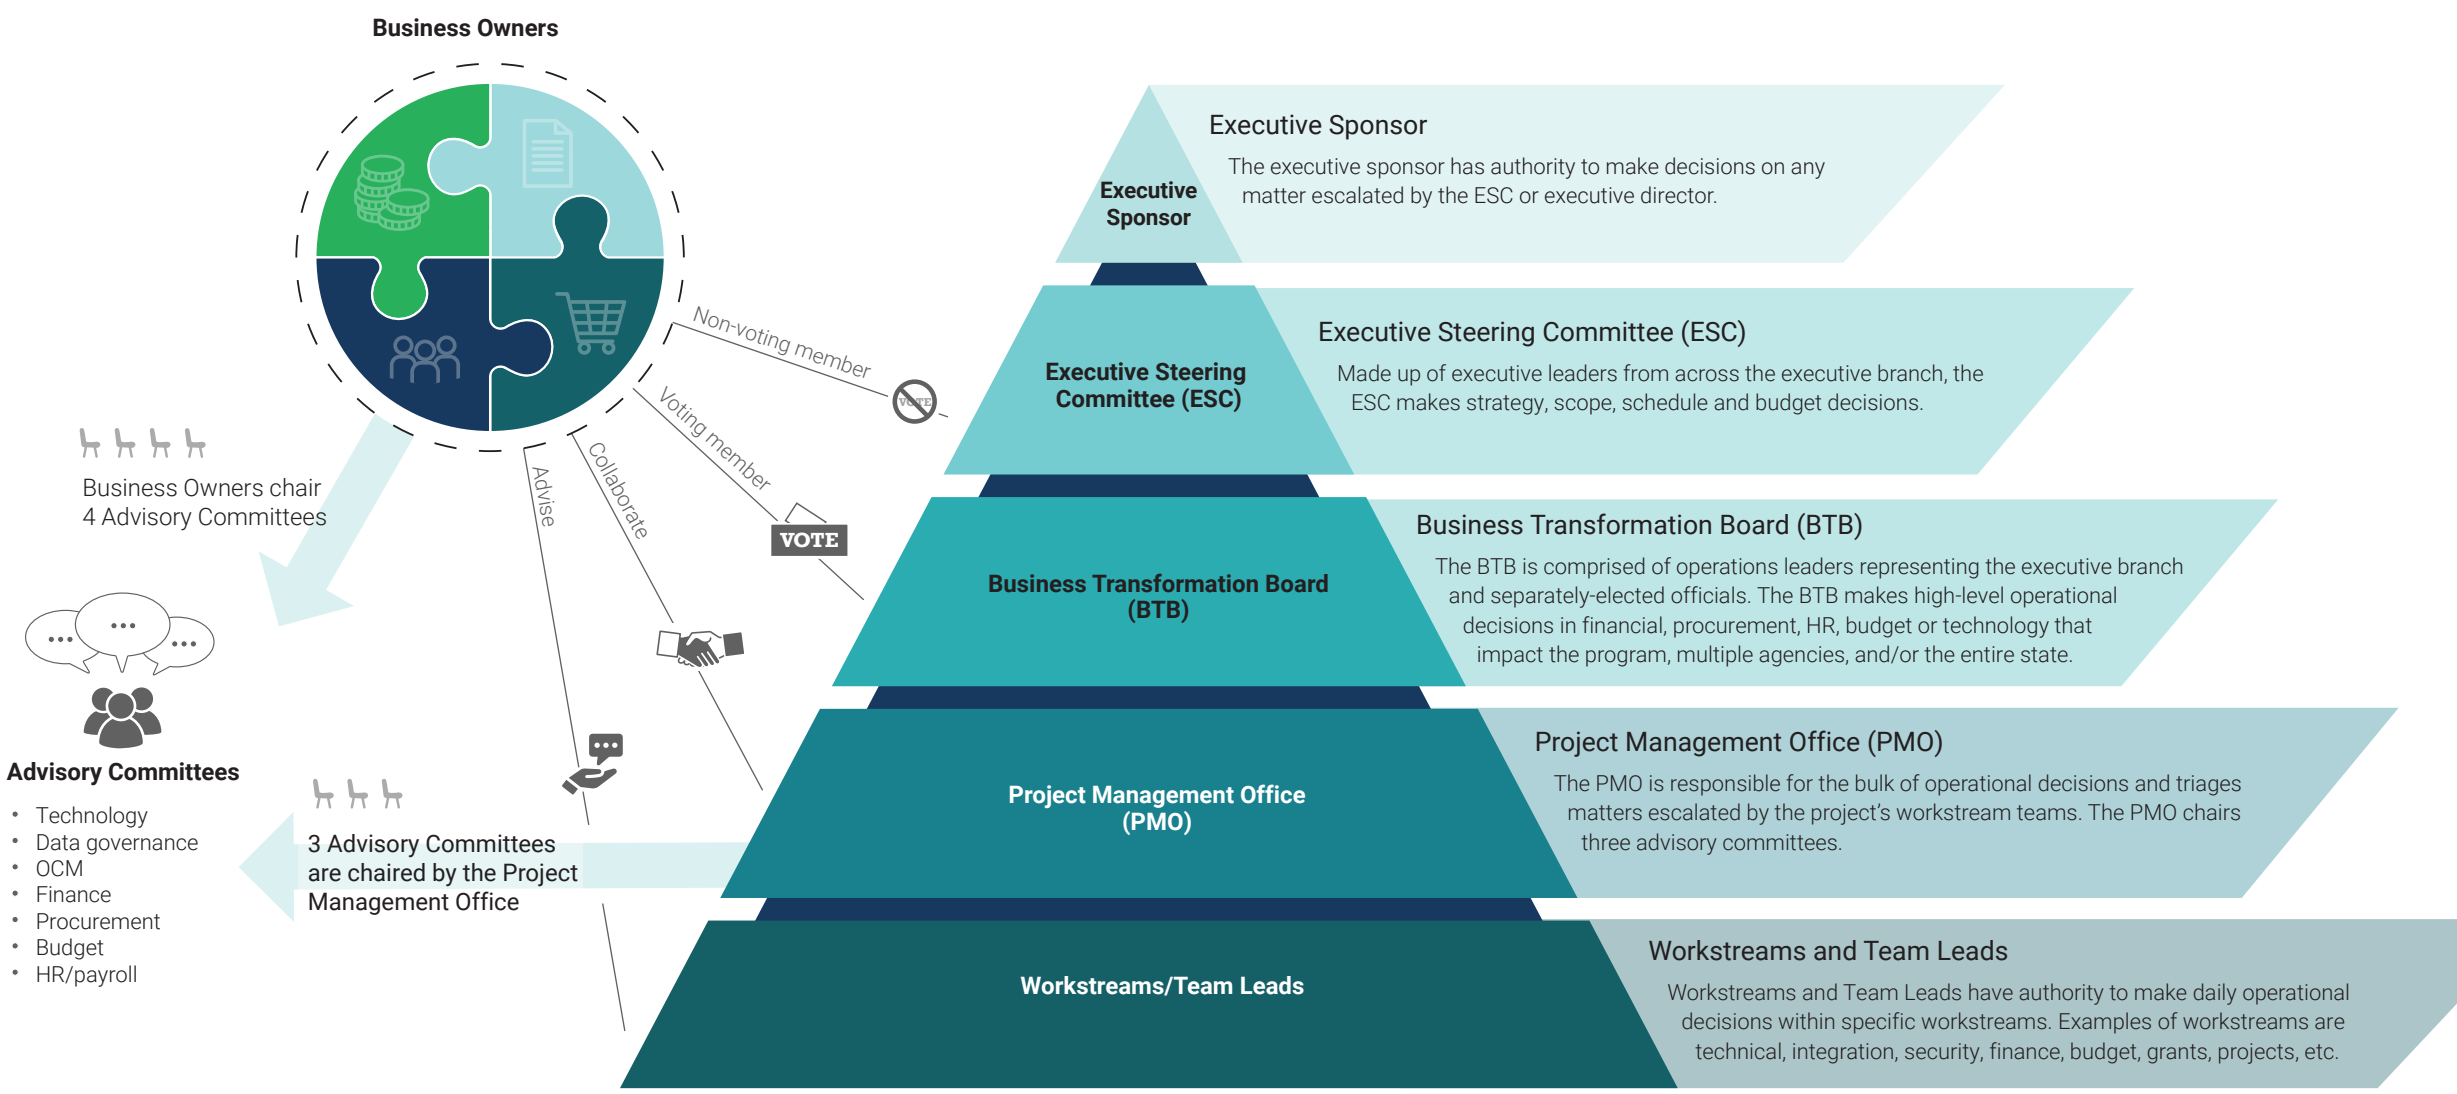 Business Owners
Non-voting member
VOTE
Voting member
VOTE
Collaborate
Advise
Business Owners chair
4 Advisory Committees
Advisory Committees
• Technology
• Data governance
• OCM
• Finance
• Procurement
• Budget
• HR/payroll
3 Advisory Committees
are chaired by the Project
Management Office
Executive
Sponsor
Executive Sponsor
The executive sponsor has authority to make decisions on any
matter escalated by the ESC or executive director.
Executive Steering
Committee (ESC)
Executive Steering Committee (ESC)
Made up of executive leaders from across the executive branch, the
ESC makes strategy, scope, schedule and budget decisions.
Business Transformation Board
(BTB)
Business Transformation Board (BTB)
The BTB is comprised of operations leaders representing the executive branch
and separately-elected officials. The BTB makes high-level operational
decisions in financial, procurement, HR, budget or technology that
impact the program, multiple agencies, and/or the entire state.
Project Management Office
(PMO)
Project Management Office (PMO)
The PMO is responsible for the bulk of operational decisions and triages
matters escalated by the project's workstream teams. The PMO chairs
three advisory committees.
Workstreams/Team Leads
Workstreams and Team Leads
Workstreams and Team Leads have authority to make daily operational
decisions within specific workstreams. Examples of workstreams are
technical, integration, security, finance, budget, grants, projects, etc.